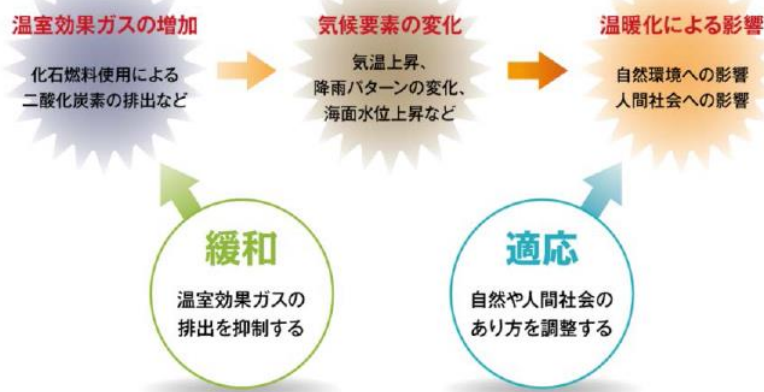 温室効果ガスの増加
化石燃料使用による
二酸化炭素の排出など
気候要素の変化
気温上昇、
降雨パターンの変化、
海面水位上昇など
温暖化による影響
自然環境への影響
人間社会への影響
緩和
温室効果ガスの
排出を抑制する
適応
自然や人間社会の
あり方を調整する